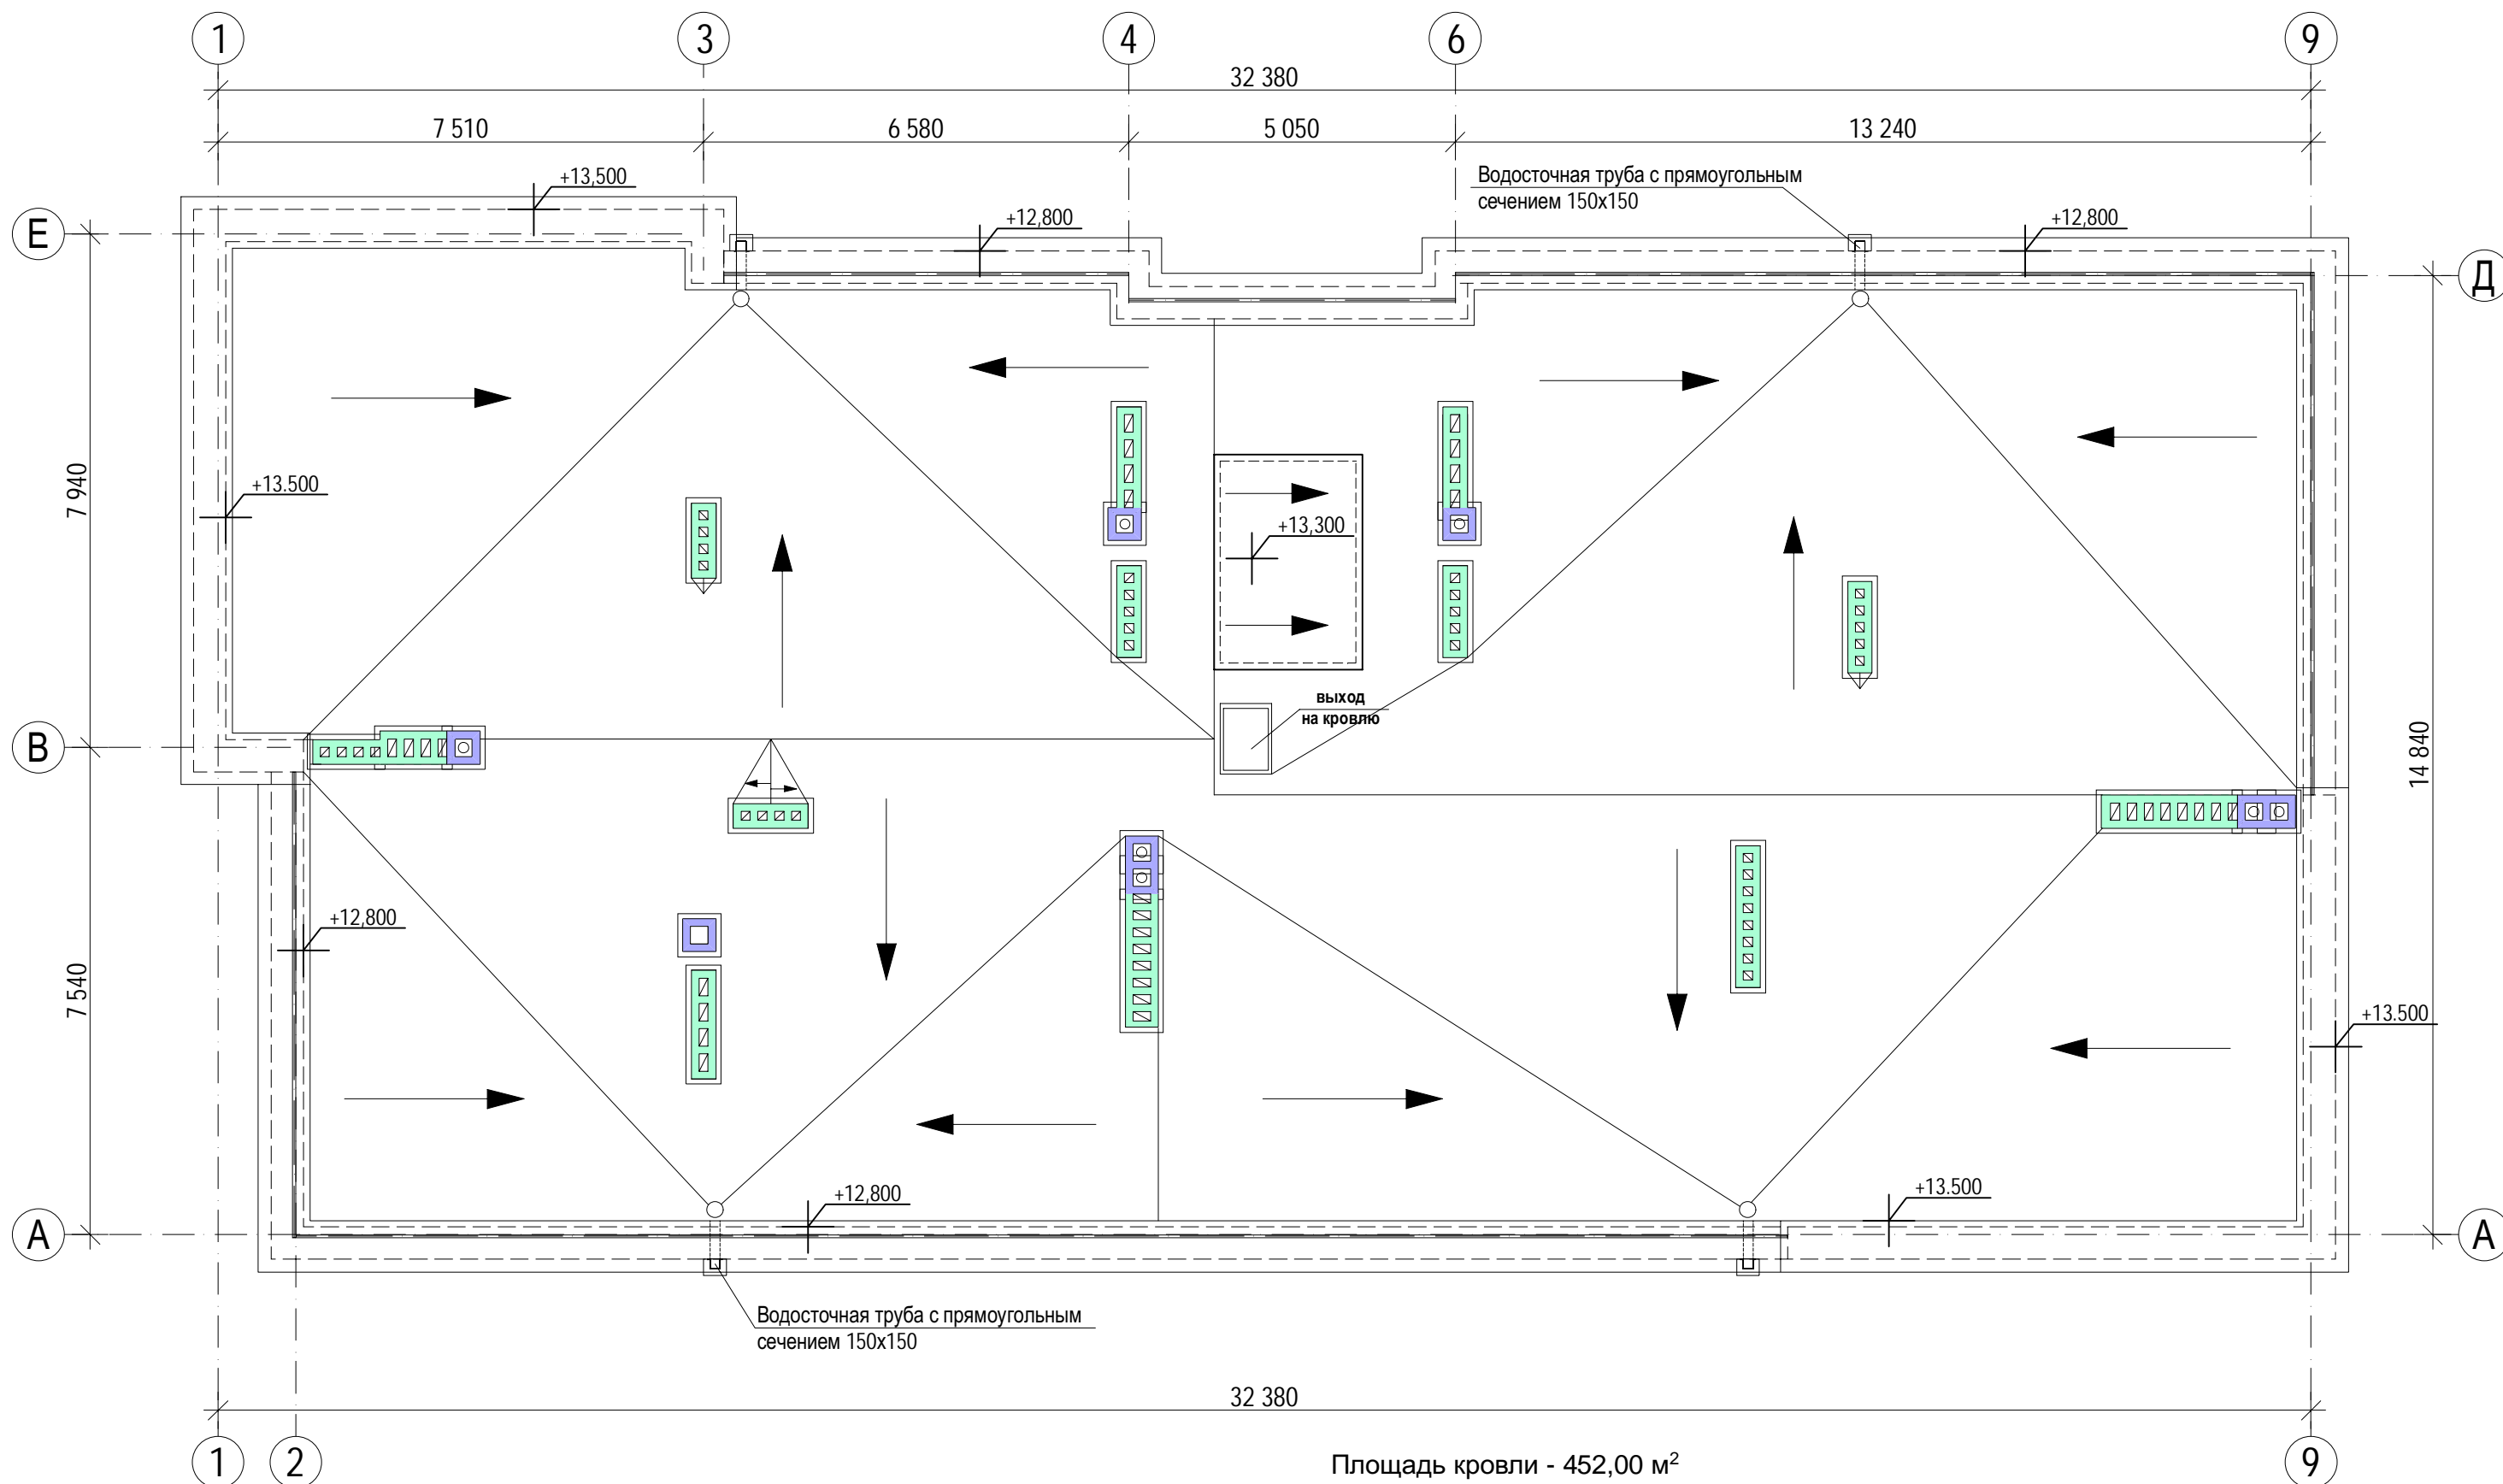 1 3 4 6 9
32 380
7 510 6 580 5 050 13 240
Водосточная труба с прямоугольным
сечением 150х150
+13,500
+12,800
+12,800
Е
Д
7 940
+13.500
+13,300
выход
на кровлю
В
14 840
+12,800
7 540
+13.500
+12,800
+13.500
А
А
Водосточная труба с прямоугольным
сечением 150х150
32 380
1 2 9
Площадь кровли - 452,00 м²